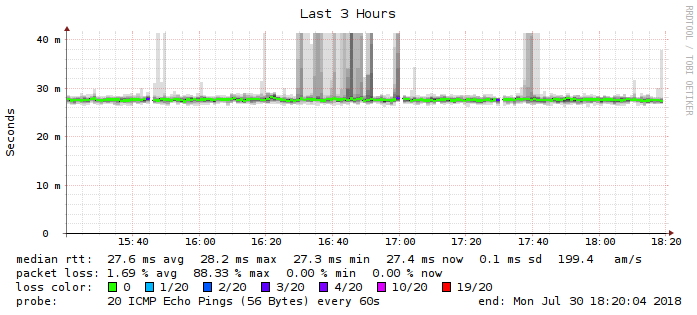 Last 3 Hours
RRDTOOL / TOBI OETIKER
Seconds
40 m
30 m
20 m
10 m
0
15:40 16:00 16:20 16:40 17:00 17:20 17:40 18:00 18:20
median rtt: 27.6 ms avg 28.2 ms max 27.3 ms min 27.4 ms now 0.1 ms sd 199.4 am/s
packet loss: 1.69 % avg 88.33 % max 0.00 % min 0.00 % now
loss color: 0 1/20 2/20 3/20 4/20 10/20 19/20
probe: 20 ICMP Echo Pings (56 Bytes) every 60s end: Mon Jul 30 18:20:04 2018